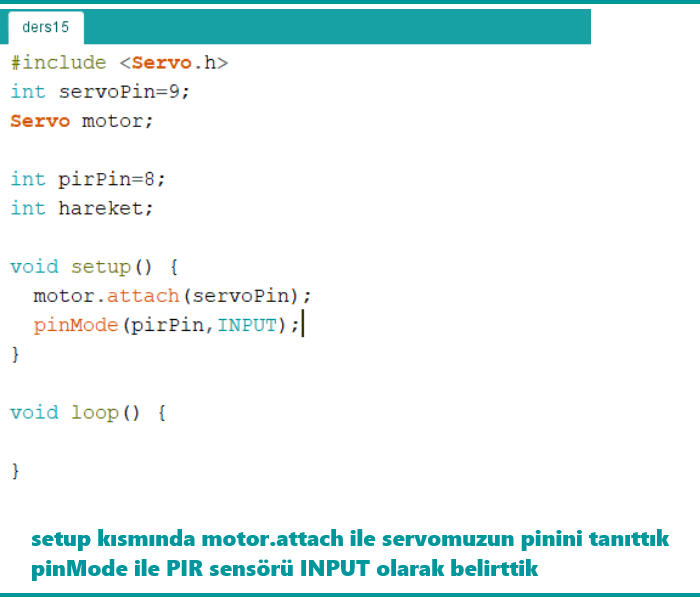 ders15
#include <Servo.h>
int servoPin=9;
Servo motor;
int pirPin=8;
int hareket;
void setup() {
motor.attach(servoPin);
pinMode(pirPin,INPUT);
}
void loop() {
}
setup kısmında motor.attach ile servomuzun pinini tanıttık
pinMode ile PIR sensörü INPUT olarak belirttik